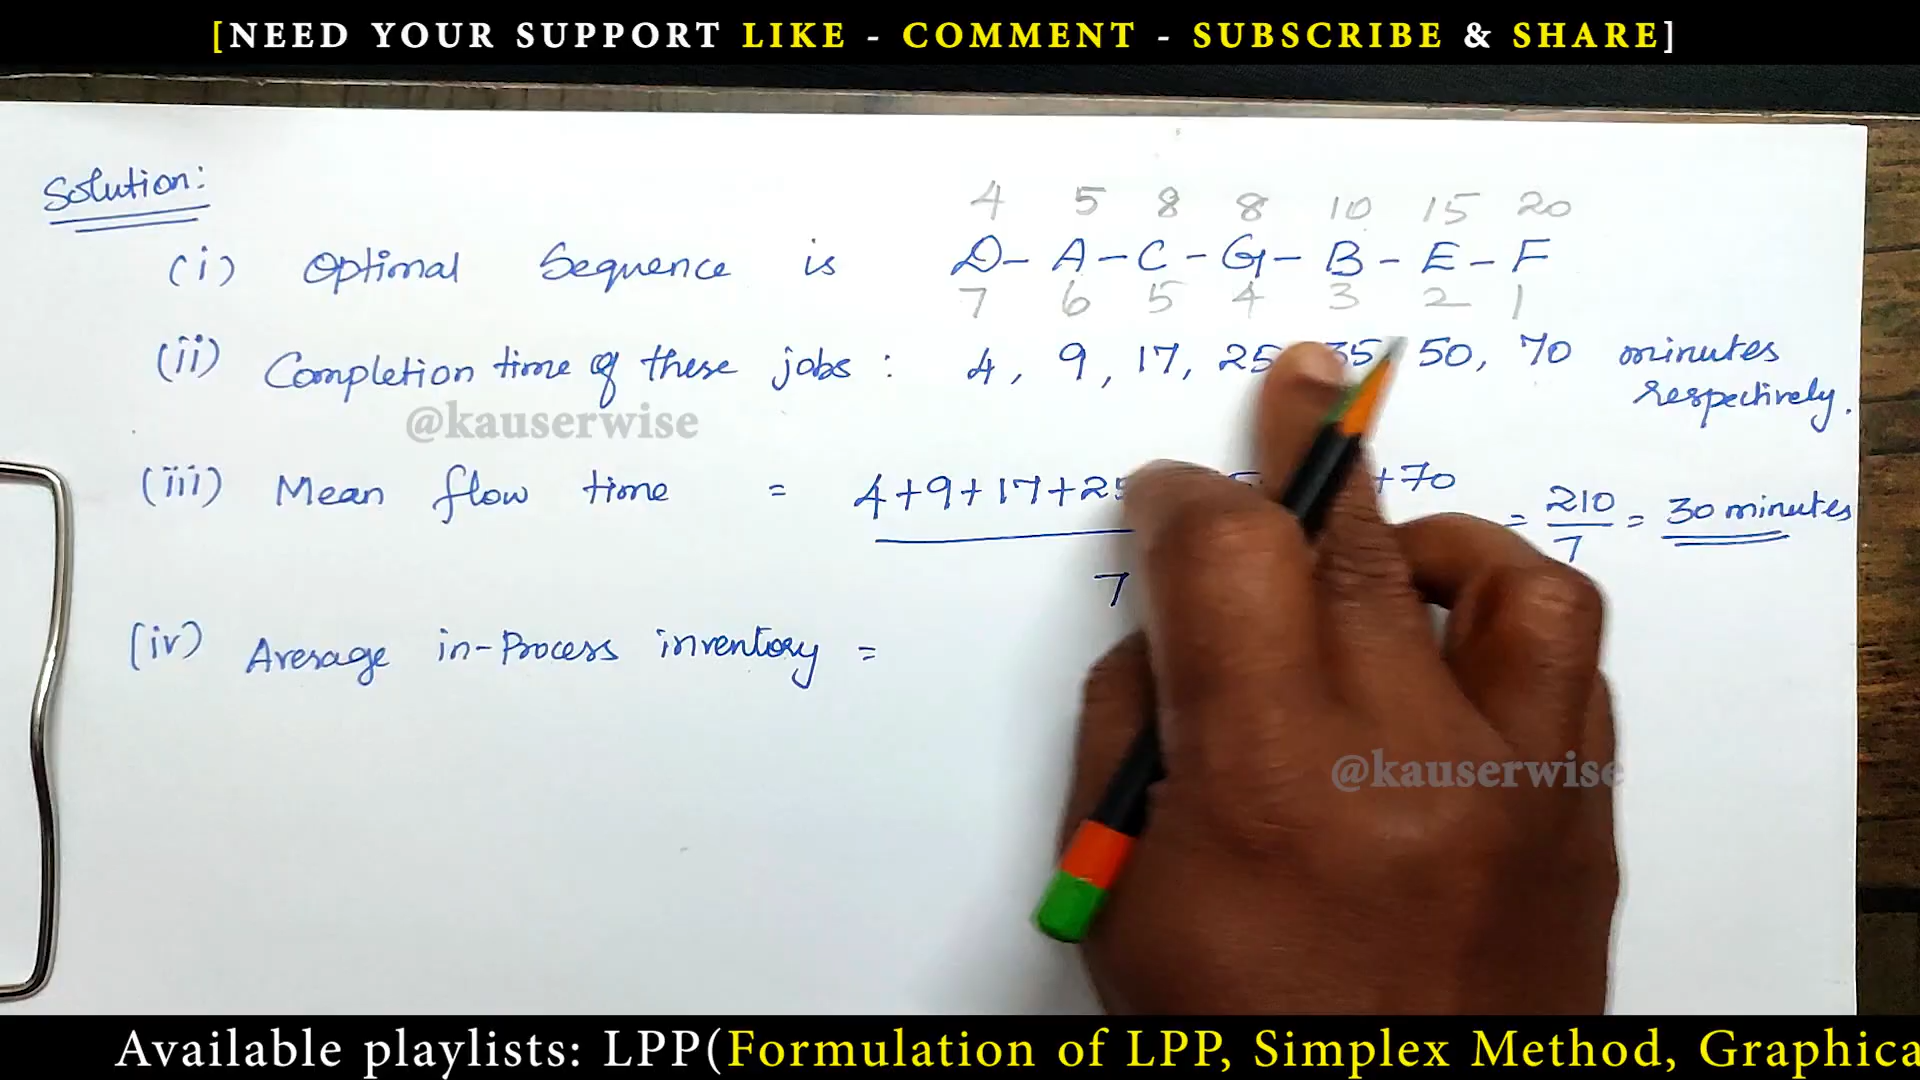 [NEED YOUR SUPPORT LIKE - COMMENT - SUBSCRIBE & SHARE]
Solution:
4 5 8 8 10 15 20
(i) Optimal Sequence is D - A - C - G - B - E - F
7 6 5 4 3 2 1
(ii) Completion time of these jobs : 4, 9, 17, 25 35 50, 70 minutes
respectively.
@kauserwise
(iii) Mean flow time = 4+9+17+25 +70 = 210 = 30 minutes
7 7
(iv) Average in-Process inventory =
@kauserwise
Available playlists: LPP(Formulation of LPP, Simplex Method, Graphica